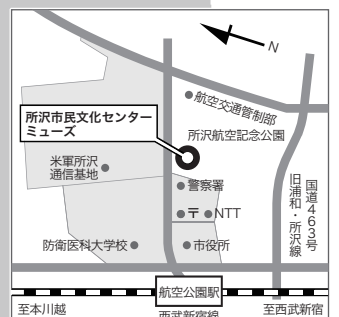 N
航空交通管制部
所沢市民文化センター
ミューズ
所沢航空記念公園
米軍所沢
通信基地
警察署
〒
NTT
国道463号
旧浦和・所沢線
防衛医科大学校
市役所
航空公園駅
至本川越
西武新宿線
至西武新宿